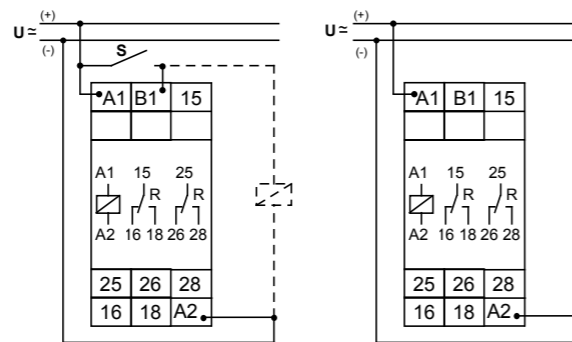 (+)
U ≃
(-)
S
A1 B1 15
A1 15 25
R R
A2 16 18 26 28
25 26 28
16 18 A2
(+)
U ≃
(-)
A1 B1 15
A1 15 25
R R
A2 16 18 26 28
25 26 28
16 18 A2